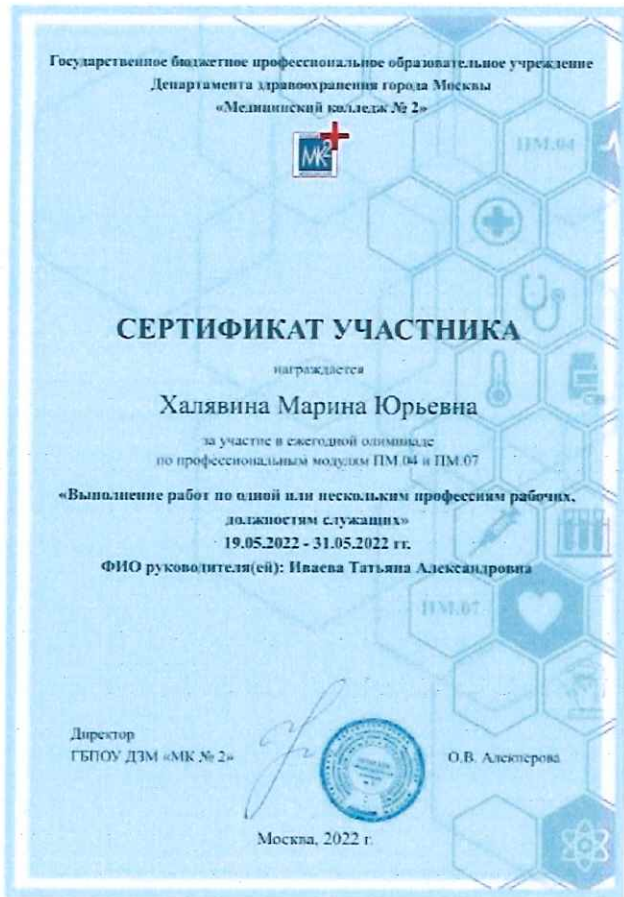 Государственное бюджетное профессиональное образовательное учреждение
Департамента здравоохранения города Москвы
«Медицинский колледж № 2»
МК2
ПМ.04
СЕРТИФИКАТ УЧАСТНИКА
награждается
Халявина Марина Юрьевна
за участие в ежегодной олимпиаде
по профессиональным модулям ПМ.04 и ПМ.07
«Выполнение работ по одной или нескольким профессиям рабочих,
должностям служащих»
19.05.2022 - 31.05.2022 гг.
ФИО руководителя(ей): Иваева Татьяна Александровна
ПМ.07
Директор
ГБПОУ ДЗМ «МК № 2»
О.В. Алекперова
Москва, 2022 г.